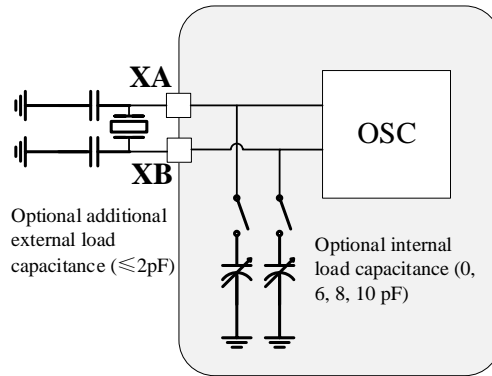 XA
OSC
XB
Optional additional
external load
capacitance (≤2pF)
Optional internal
load capacitance (0,
6, 8, 10 pF)